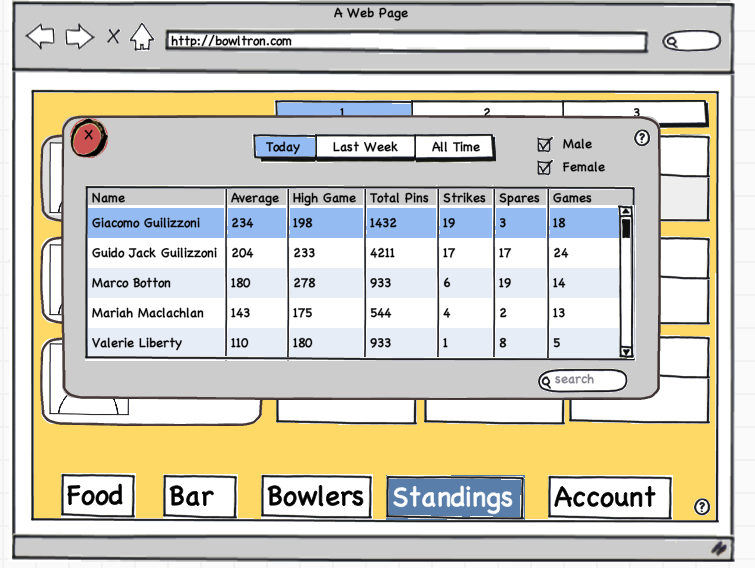 A Web Page
X
http://bowltron.com
1 2 3
X
Today Last Week All Time
Male
Female
?
Name Average High Game Total Pins Strikes Spares Games
Giacomo Guilizzoni 234 198 1432 19 3 18
Guido Jack Guilizzoni 204 233 4211 17 17 24
Marco Botton 180 278 933 6 19 14
Mariah Maclachlan 143 175 544 4 2 13
Valerie Liberty 110 180 933 1 8 5
search
Food Bar Bowlers Standings Account ?